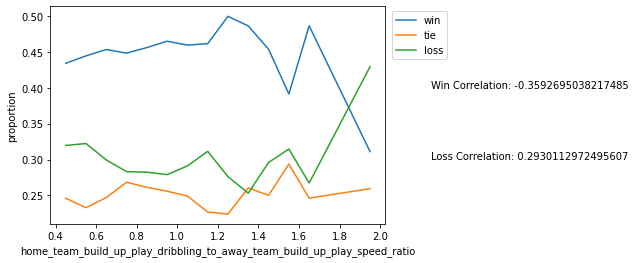 0.50
0.45
0.40
0.35
0.30
0.25
proportion
0.4
0.6
0.8
1.0
1.2
1.4
1.6
1.8
2.0
home_team_build_up_play_dribbling_to_away_team_build_up_play_speed_ratio
win
tie
loss
Win Correlation: -0.3592695038217485
Loss Correlation: 0.2930112972495607